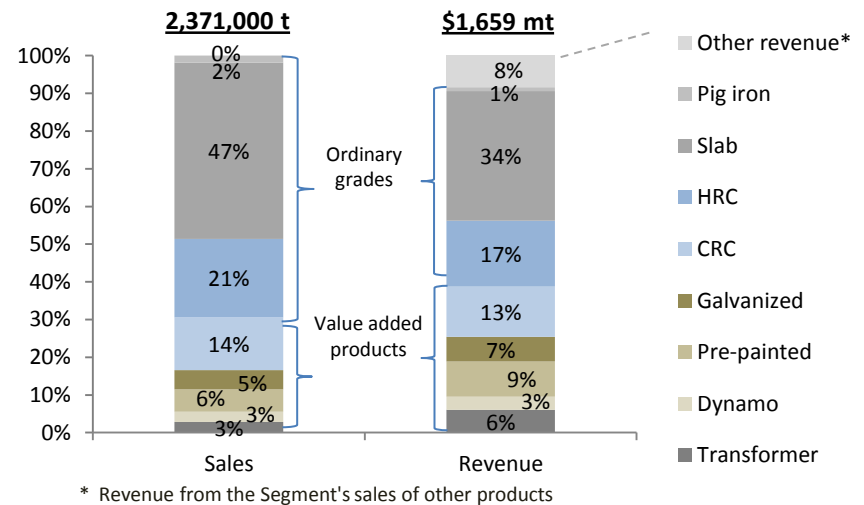 2,371,000 t
$1,659 mt
100%
90%
80%
70%
60%
50%
40%
30%
20%
10%
0%
0%
2%
47%
21%
14%
5%
6%
3%
3%
Ordinary
grades
Value added
products
8%
1%
34%
17%
13%
7%
9%
3%
6%
Sales
Revenue
Other revenue*
Pig iron
Slab
HRC
CRC
Galvanized
Pre-painted
Dynamo
Transformer
* Revenue from the Segment's sales of other products